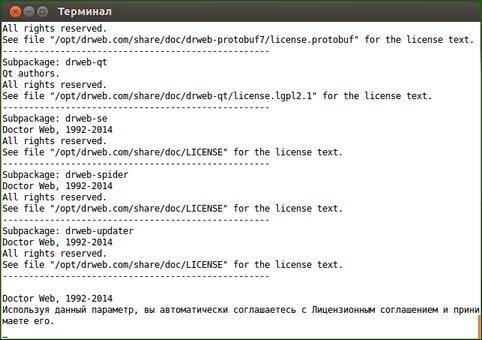 Терминал
All rights reserved.
See file "/opt/drweb.com/share/doc/drweb-protobuf7/license.protobuf" for the license text.
---------------------------------------------------
Subpackage: drweb-qt
Qt authors.
All rights reserved.
See file "/opt/drweb.com/share/doc/drweb-qt/license.lgpl2.1" for the license text.
---------------------------------------------------
Subpackage: drweb-se
Doctor Web, 1992-2014
All rights reserved.
See file "/opt/drweb.com/share/doc/LICENSE" for the license text.
---------------------------------------------------
Subpackage: drweb-spider
Doctor Web, 1992-2014
All rights reserved.
See file "/opt/drweb.com/share/doc/LICENSE" for the license text.
---------------------------------------------------
Subpackage: drweb-updater
Doctor Web, 1992-2014
All rights reserved.
See file "/opt/drweb.com/share/doc/LICENSE" for the license text.
---------------------------------------------------
Doctor Web, 1992-2014
Используя данный параметр, вы автоматически соглашаетесь с Лицензионным соглашением и прини
маете его.